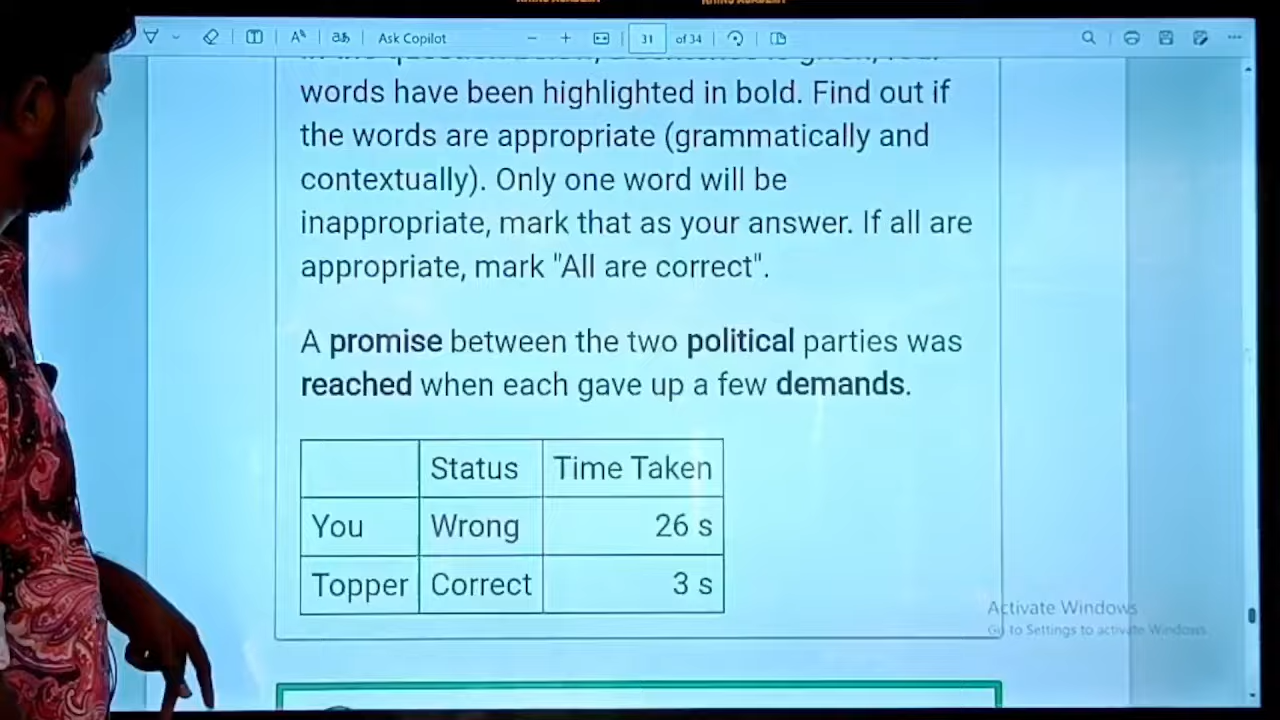 Ask Copilot
31 of 34
words have been highlighted in bold. Find out if
the words are appropriate (grammatically and
contextually). Only one word will be
inappropriate, mark that as your answer. If all are
appropriate, mark "All are correct".
A promise between the two political parties was
reached when each gave up a few demands.
Status Time Taken
You Wrong 26 s
Topper Correct 3 s
Activate Windows
Go to Settings to activate Windows.